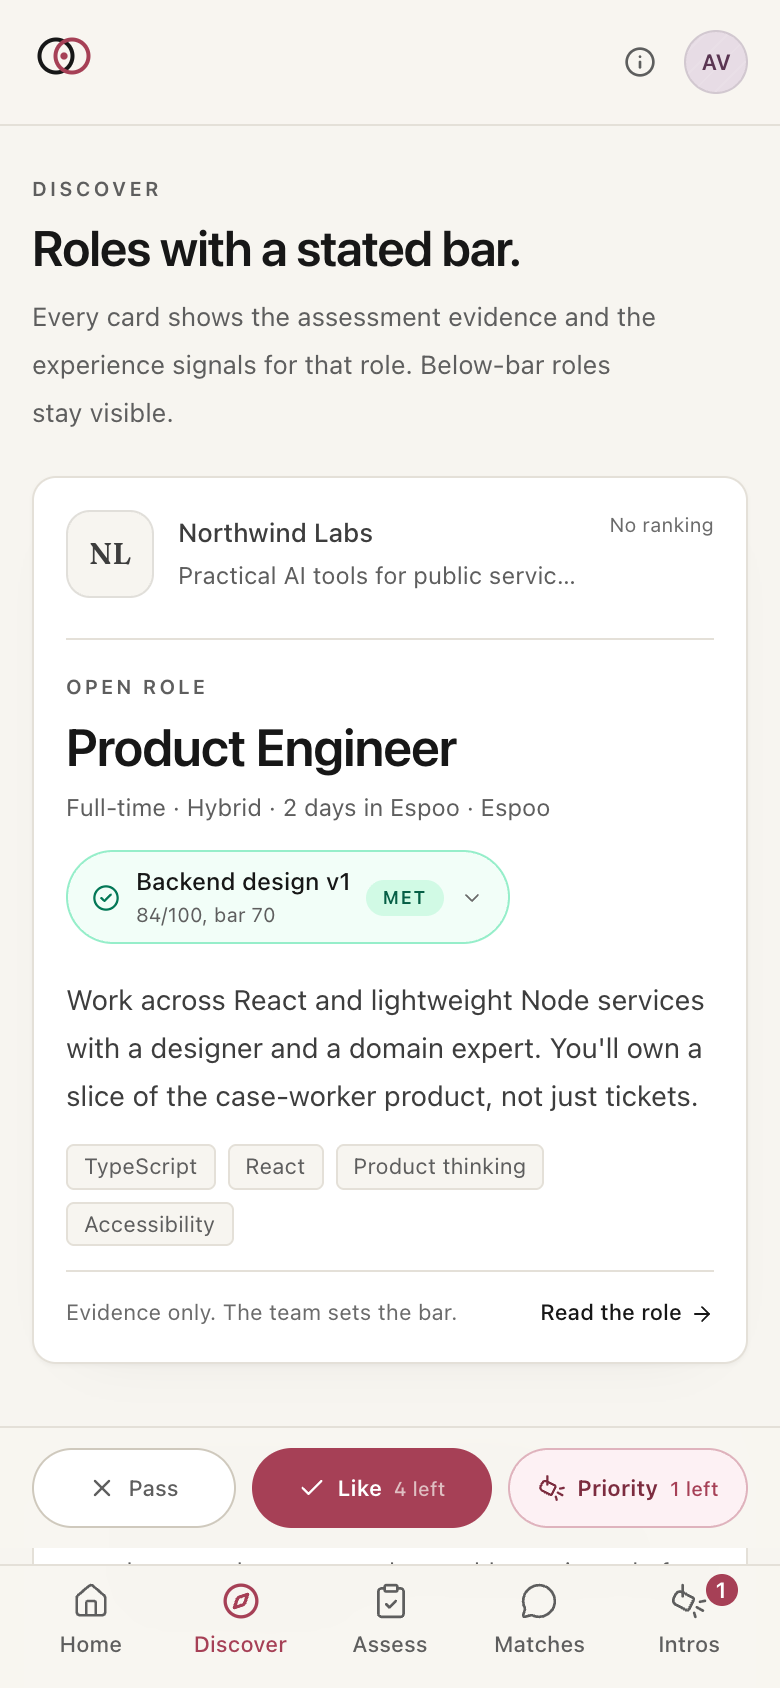 AV
DISCOVER
Roles with a stated bar.
Every card shows the assessment evidence and the
experience signals for that role. Below-bar roles
stay visible.
NL
Northwind Labs
No ranking
Practical AI tools for public servic...
OPEN ROLE
Product Engineer
Full-time · Hybrid · 2 days in Espoo · Espoo
Backend design v1
84/100, bar 70
MET
Work across React and lightweight Node services
with a designer and a domain expert. You'll own a
slice of the case-worker product, not just tickets.
TypeScript
React
Product thinking
Accessibility
Evidence only. The team sets the bar.
Read the role →
Pass
Like 4 left
Priority 1 left
1
Home
Discover
Assess
Matches
Intros